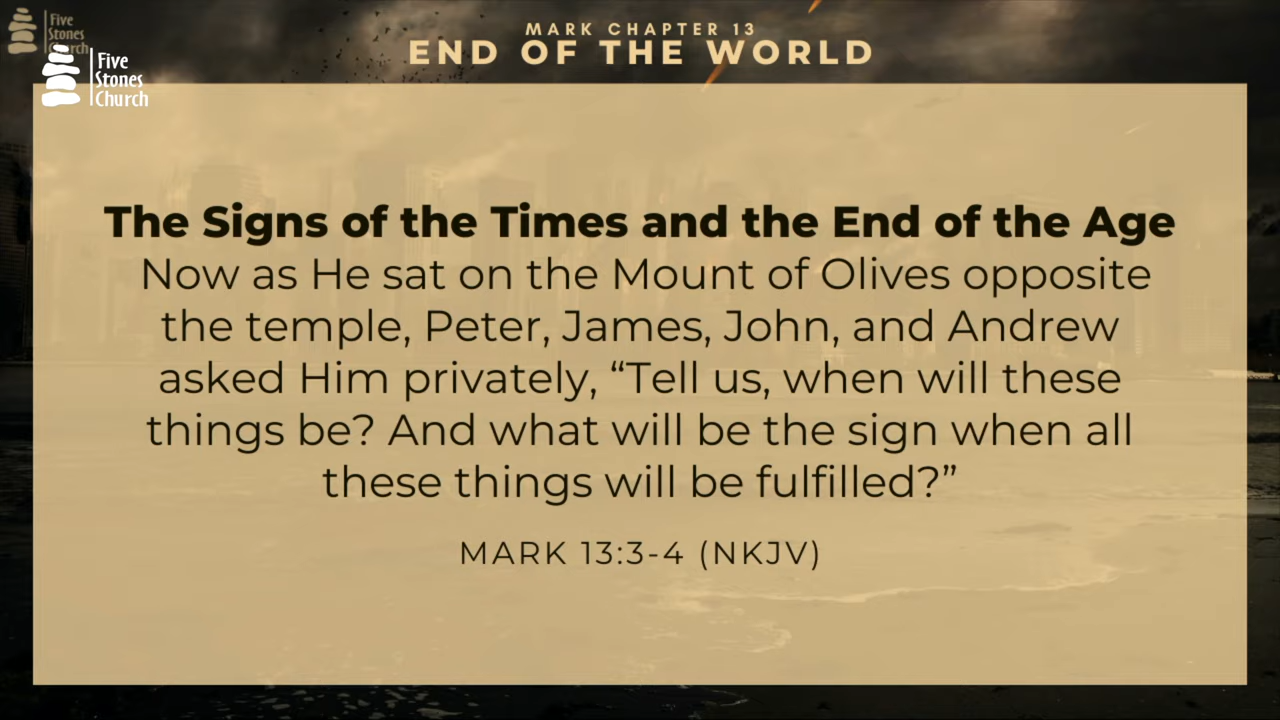 Five
Stones
Church
Five
Stones
Church
MARK CHAPTER 13
END OF THE WORLD
The Signs of the Times and the End of the Age
Now as He sat on the Mount of Olives opposite
the temple, Peter, James, John, and Andrew
asked Him privately, “Tell us, when will these
things be? And what will be the sign when all
these things will be fulfilled?”
MARK 13:3-4 (NKJV)